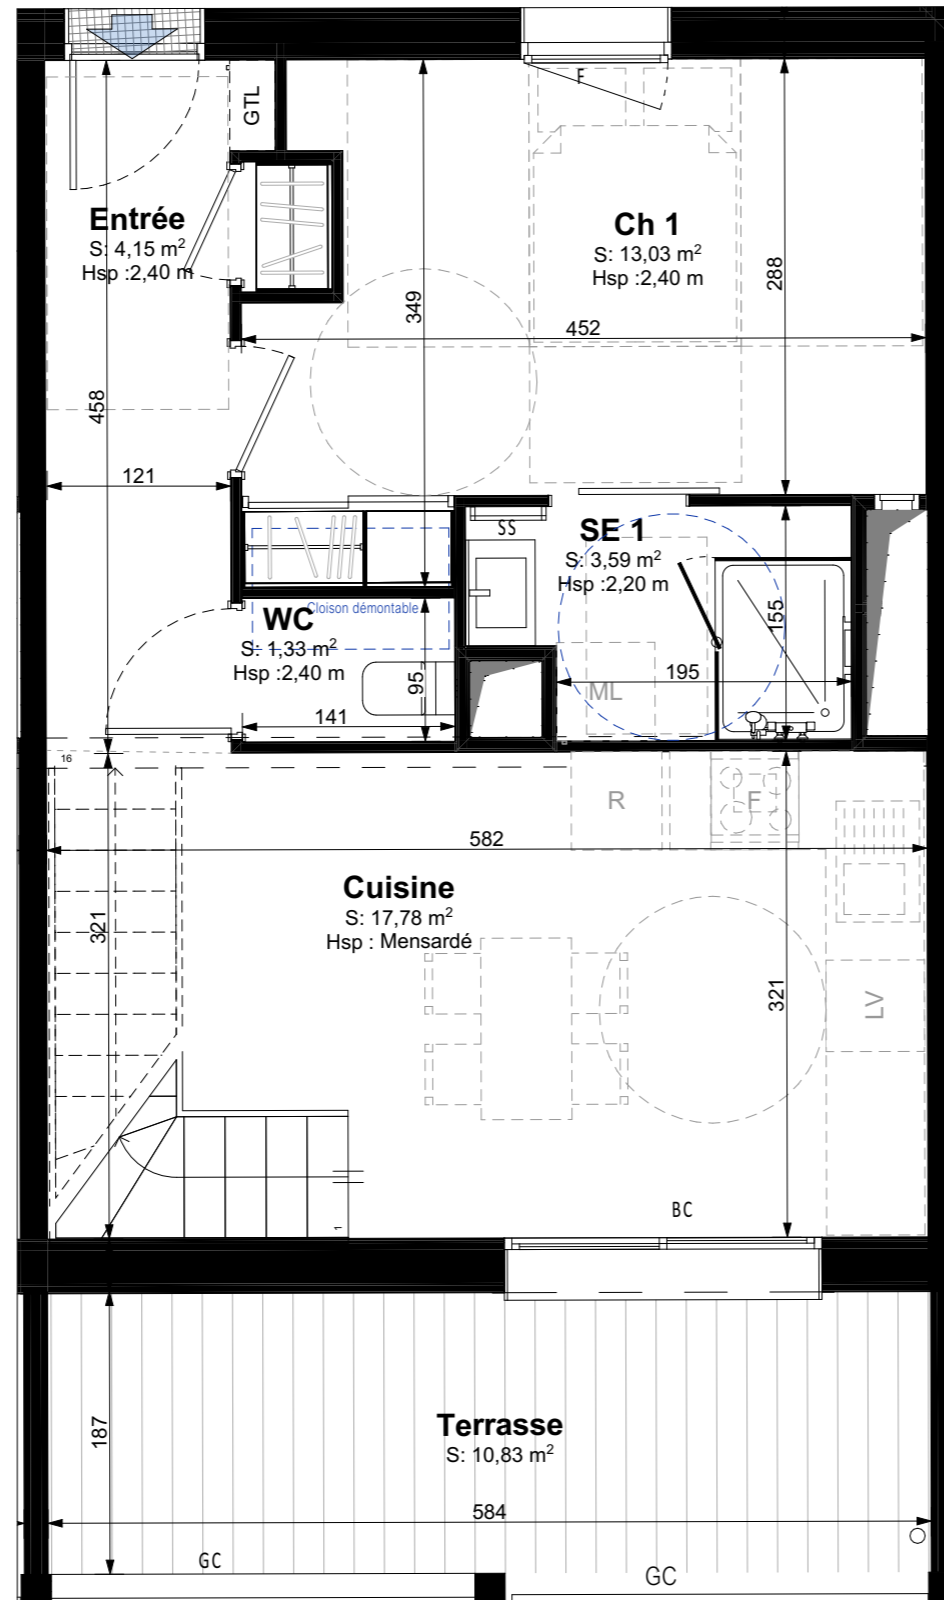 GTL
F
Entrée
S: 4,15 m²
Hsp :2,40 m
Ch 1
S: 13,03 m²
Hsp :2,40 m
288
349
452
458
121
SS
SE 1
S: 3,59 m²
Hsp :2,20 m
Cloison démontable
WC
S: 1,33 m²
Hsp :2,40 m
155
95
195
ML
141
16
R
F
582
Cuisine
S: 17,78 m²
Hsp : Mensardé
321
321
LV
BC
1
Terrasse
S: 10,83 m²
187
584
GC
GC